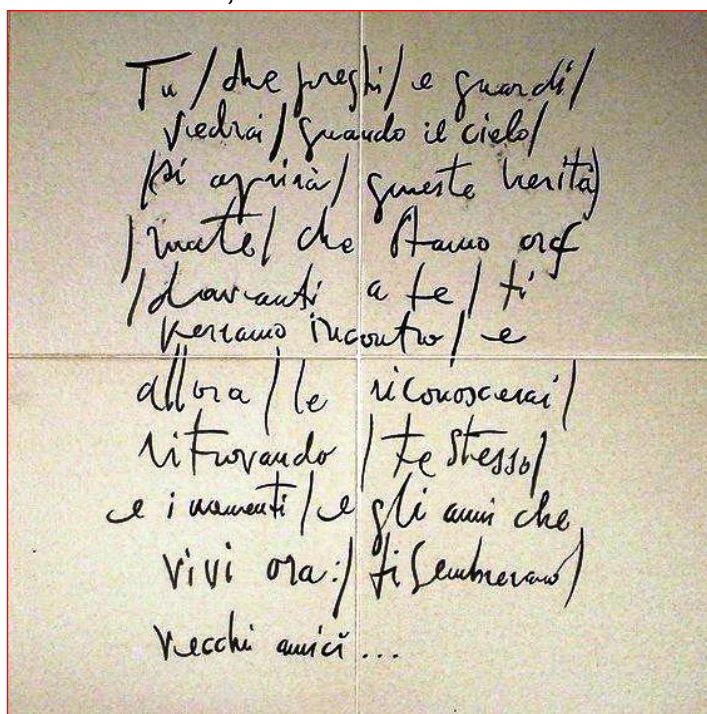 Tu / che preghi / e guardi /
vedrai / quando il cielo /
/ si aprirà / queste verità /
/ mute / che stanno ora
/ davanti a te / ti
verranno incontro / e
allora / le riconoscerai /
ritrovando / te stesso /
e i momenti / e gli anni che
vivi ora: / ti sembreranno /
vecchi amici ...